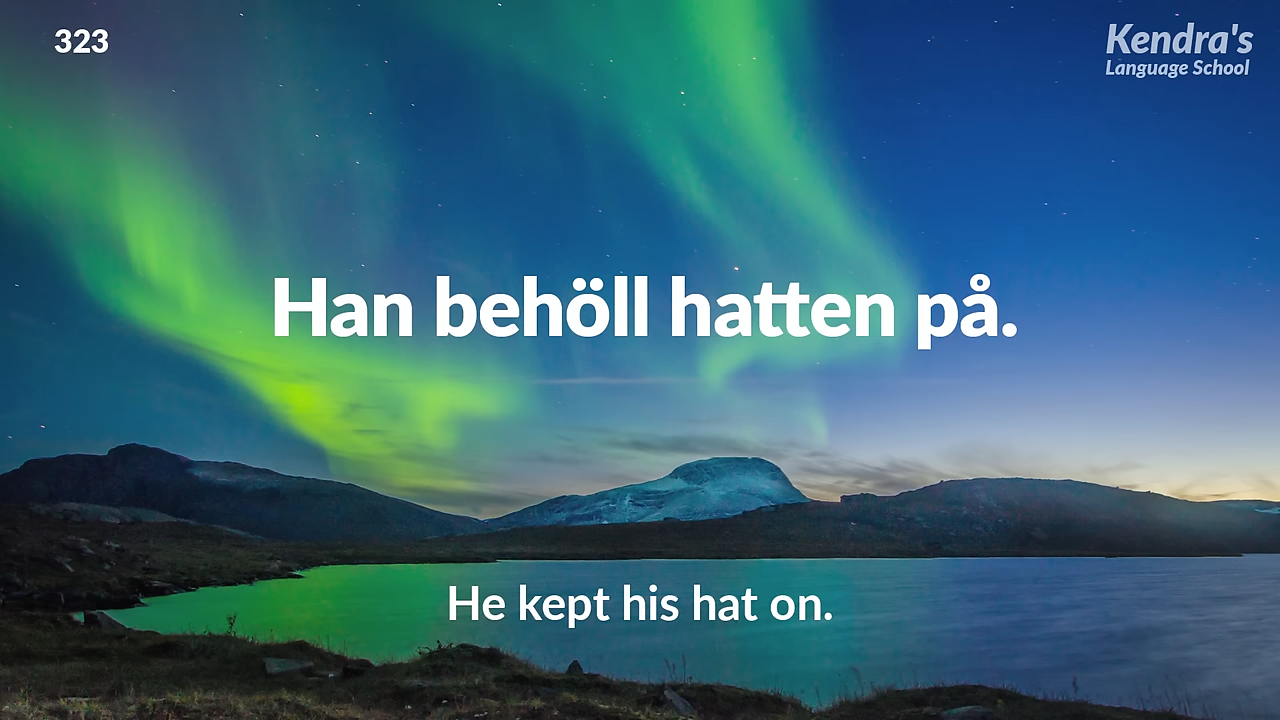 323
Kendra's
Language School
Han behöll hatten på.
He kept his hat on.